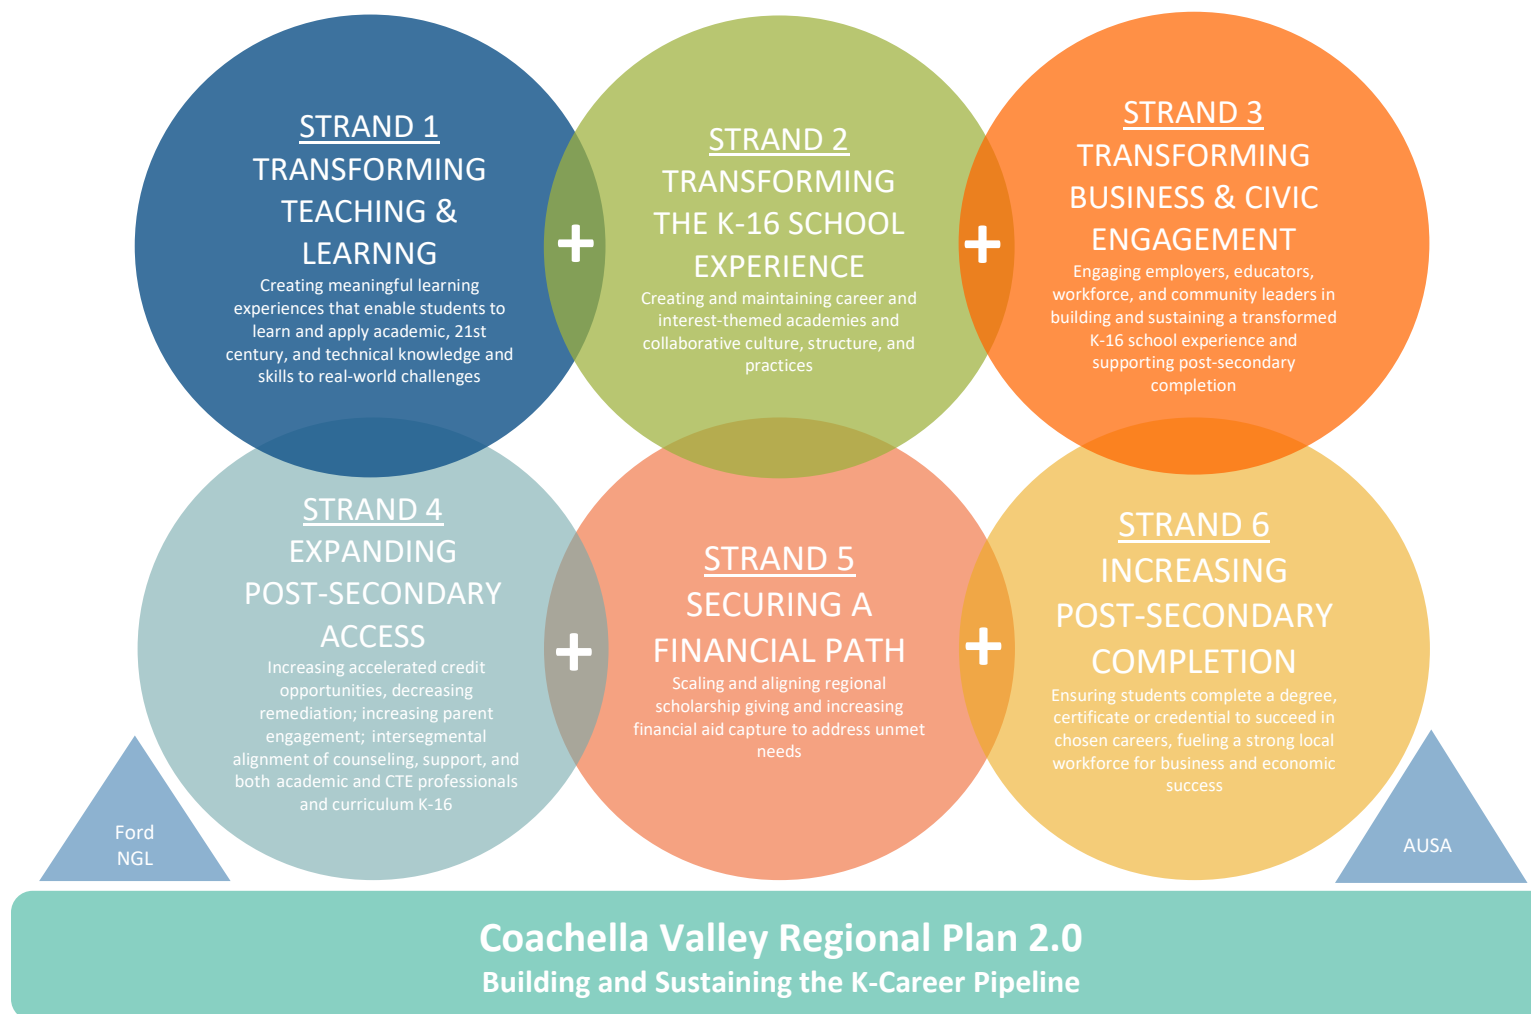 STRAND 1
TRANSFORMING
TEACHING &
LEARNNG
Creating meaningful learning
experiences that enable students to
learn and apply academic, 21st
century, and technical knowledge and
skills to real-world challenges
+
STRAND 2
TRANSFORMING
THE K-16 SCHOOL
EXPERIENCE
Creating and maintaining career and
interest-themed academies and
collaborative culture, structure, and
practices
+
STRAND 3
TRANSFORMING
BUSINESS & CIVIC
ENGAGEMENT
Engaging employers, educators,
workforce, and community leaders in
building and sustaining a transformed
K-16 school experience and
supporting post-secondary
completion
STRAND 4
EXPANDING
POST-SECONDARY
ACCESS
Increasing accelerated credit
opportunities, decreasing
remediation; increasing parent
engagement; intersegmental
alignment of counseling, support, and
both academic and CTE professionals
and curriculum K-16
+
STRAND 5
SECURING A
FINANCIAL PATH
Scaling and aligning regional
scholarship giving and increasing
financial aid capture to address unmet
needs
+
STRAND 6
INCREASING
POST-SECONDARY
COMPLETION
Ensuring students complete a degree,
certificate or credential to succeed in
chosen careers, fueling a strong local
workforce for business and economic
success
Ford
NGL
AUSA
Coachella Valley Regional Plan 2.0
Building and Sustaining the K-Career Pipeline